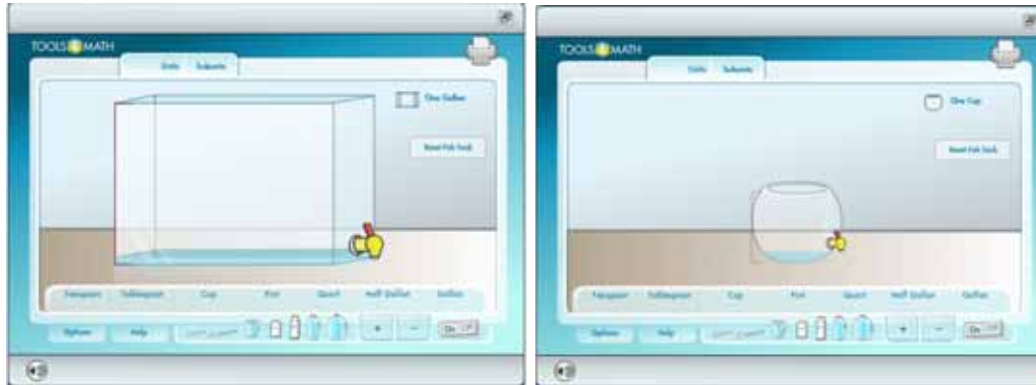 TOOLS 4 MATH
Units Subunits
One Gallon
Reset Fish Tank
Teaspoon Tablespoon Cup Pint Quart Half Gallon Gallon
Options Help + - On
TOOLS 4 MATH
Units Subunits
One Cup
Reset Fish Tank
Teaspoon Tablespoon Cup Pint Quart Half Gallon Gallon
Options Help + - On